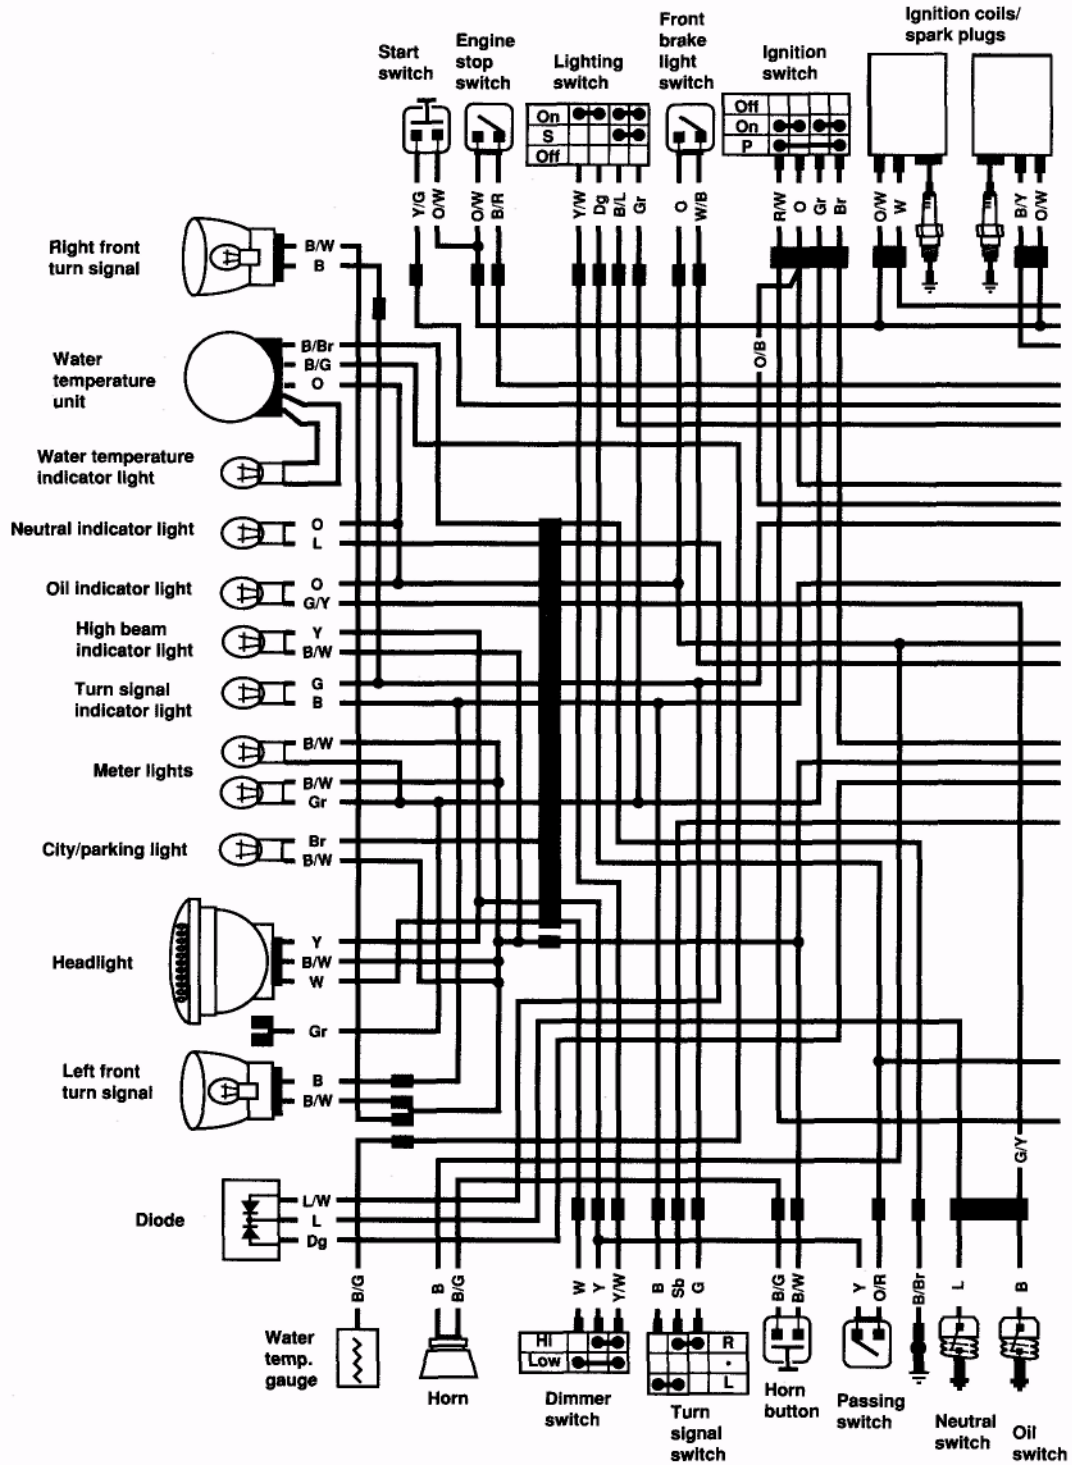 Ignition coils/
spark plugs
Front
brake
light
switch
Engine
stop
switch
Start
switch
Lighting
switch
Ignition
switch
On
S
Off
Off
On
P
Y/G
O/W
O/W
B/R
Y/W
Dg
B/L
Gr
O
W/B
R/W
O
Gr
Br
O/W
W
B/Y
O/W
Right front
turn signal
B/W
B
O/B
Water
temperature
unit
B/Br
B/G
O
Water temperature
indicator light
Neutral indicator light
O
L
Oil indicator light
O
G/Y
High beam
indicator light
Y
B/W
Turn signal
indicator light
G
B
Meter lights
B/W
B/W
Gr
City/parking light
Br
B/W
Headlight
Y
B/W
W
Gr
Left front
turn signal
B
B/W
G/Y
Diode
L/W
L
Dg
B/G
B
B/G
W
Y
Y/W
B
Sb
G
B/G
B/W
Y
O/R
B/Br
L
B
Water
temp.
gauge
Horn
Hi
Low
Dimmer
switch
R
L
Turn
signal
switch
Horn
button
Passing
switch
Neutral
switch
Oil
switch